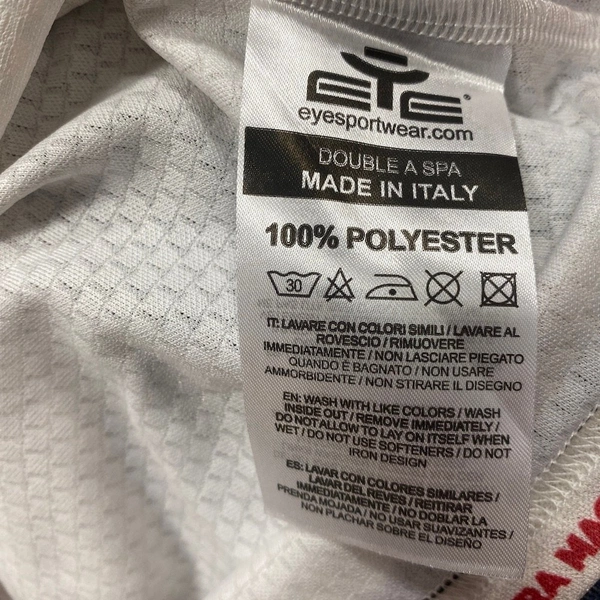 EYE®
eyesportwear.com
DOUBLE A SPA
MADE IN ITALY
100% POLYESTER
30
IT: LAVARE CON COLORI SIMILI / LAVARE AL
ROVESCIO / RIMUOVERE
IMMEDIATAMENTE / NON LASCIARE PIEGATO
QUANDO È BAGNATO / NON USARE
AMMORBIDENTE / NON STIRARE IL DISEGNO
EN: WASH WITH LIKE COLORS / WASH
INSIDE OUT / REMOVE IMMEDIATELY /
DO NOT ALLOW TO LAY ON ITSELF WHEN
WET / DO NOT USE SOFTENERS / DO NOT
IRON DESIGN
ES: LAVAR CON COLORES SIMILARES /
LAVAR DEL REVES / REITIRAR
IMMEDIATAMENTE / NO DOBLAR LA
PRENDA MOJADA / NO USAR SUAVIZANTES /
NON PLACHAR SOBRE EL DISEÑO